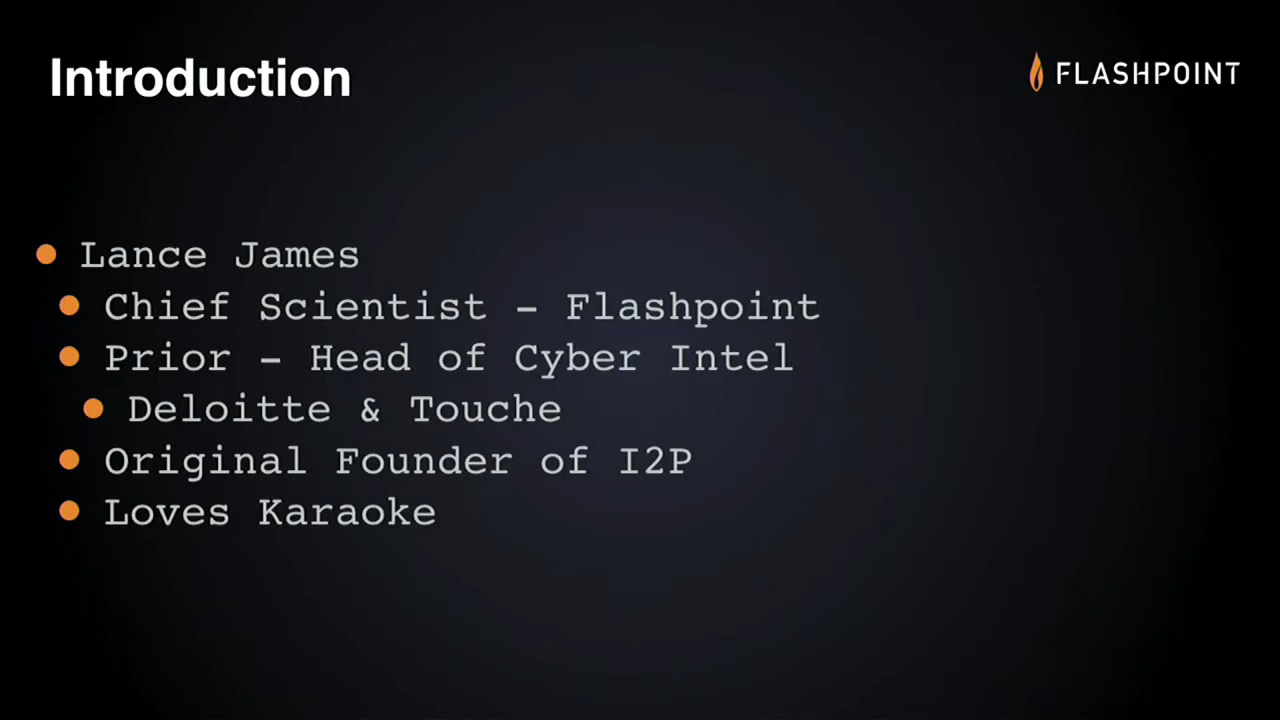 Introduction
FLASHPOINT
Lance James
Chief Scientist – Flashpoint
Prior – Head of Cyber Intel
Deloitte & Touche
Original Founder of I2P
Loves Karaoke